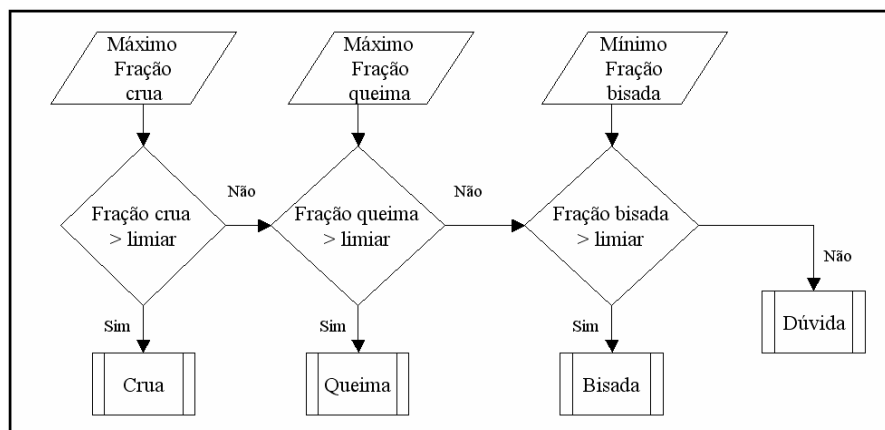 Máximo
Fração
crua
Máximo
Fração
queima
Mínimo
Fração
bisada
Fração crua
> limiar
Não
Fração queima
> limiar
Não
Fração bisada
> limiar
Não
Sim
Sim
Sim
Crua
Queima
Bisada
Dúvida